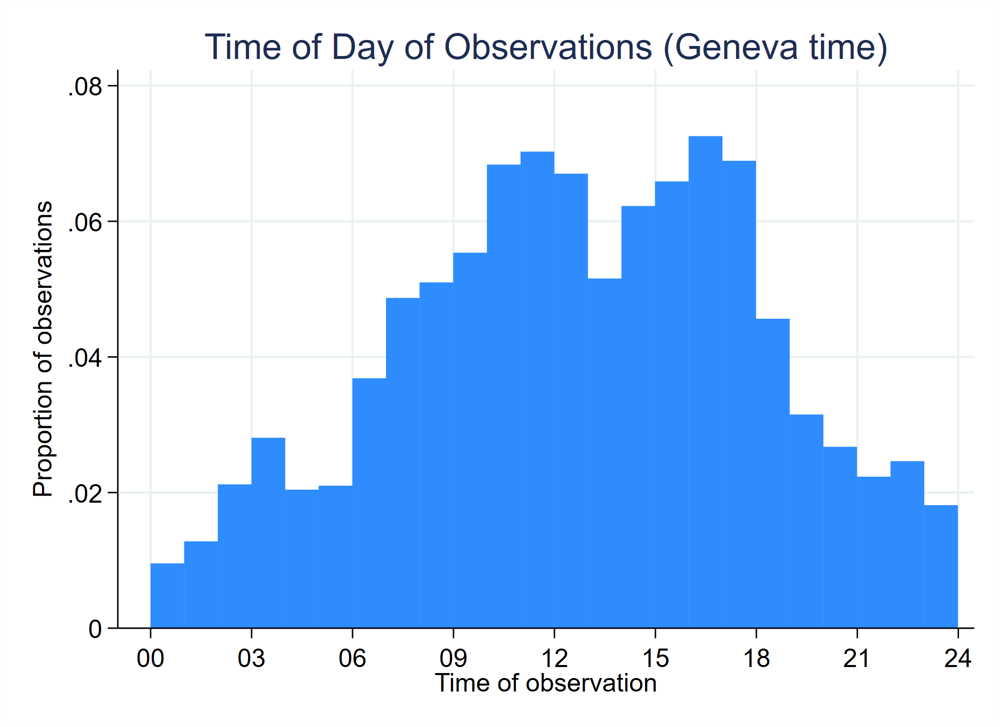 Time of Day of Observations (Geneva time)
Proportion of observations
.08
.06
.04
.02
0
00 03 06 09 12 15 18 21 24
Time of observation